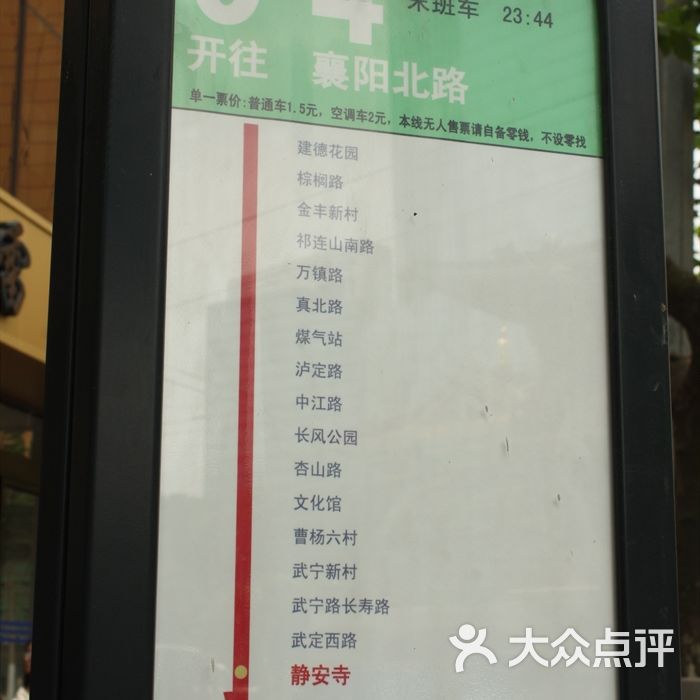 04 末班车 23:44
开往 襄阳北路
单一票价:普通车1.5元，空调车2元，本线无人售票请自备零钱，不设零找
建德花园
棕榈路
金丰新村
祁连山南路
万镇路
真北路
煤气站
泸定路
中江路
长风公园
杏山路
文化馆
曹杨六村
武宁新村
武宁路长寿路
武定西路
静安寺
大众点评